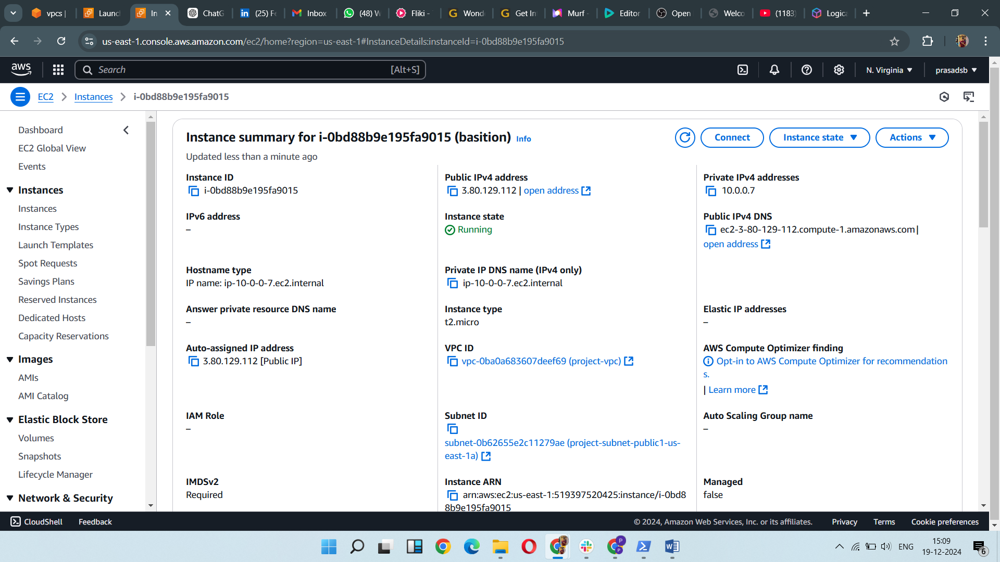 vpcs |
Launc
In
ChatG
(25) Fe
Inbox
(48) W
Fliki -
Wond
Get In
Murf -
Editor
Open
Welco
(1183)
Logica
us-east-1.console.aws.amazon.com/ec2/home?region=us-east-1#InstanceDetails:instanceId=i-0bd88b9e195fa9015
aws
Search
[Alt+S]
N. Virginia
prasadsb
EC2
Instances
i-0bd88b9e195fa9015
Dashboard
EC2 Global View
Events
Instances
Instances
Instance Types
Launch Templates
Spot Requests
Savings Plans
Reserved Instances
Dedicated Hosts
Capacity Reservations
Images
AMIs
AMI Catalog
Elastic Block Store
Volumes
Snapshots
Lifecycle Manager
Network & Security
Instance summary for i-0bd88b9e195fa9015 (basition) Info
Updated less than a minute ago
Connect
Instance state
Actions
Instance ID
i-0bd88b9e195fa9015
Public IPv4 address
3.80.129.112 | open address
Private IPv4 addresses
10.0.0.7
IPv6 address
–
Instance state
Running
Public IPv4 DNS
ec2-3-80-129-112.compute-1.amazonaws.com |
open address
Hostname type
IP name: ip-10-0-0-7.ec2.internal
Private IP DNS name (IPv4 only)
ip-10-0-0-7.ec2.internal
Answer private resource DNS name
–
Instance type
t2.micro
Elastic IP addresses
–
Auto-assigned IP address
3.80.129.112 [Public IP]
VPC ID
vpc-0ba0a683607deef69 (project-vpc)
AWS Compute Optimizer finding
Opt-in to AWS Compute Optimizer for recommendation
s.
| Learn more
IAM Role
–
Subnet ID
subnet-0b62655e2c11279ae (project-subnet-public1-us-
east-1a)
Auto Scaling Group name
–
IMDSv2
Required
Instance ARN
arn:aws:ec2:us-east-1:519397520425:instance/i-0bd8
8b9e195fa9015
Managed
false
CloudShell
Feedback
© 2024, Amazon Web Services, Inc. or its affiliates.
Privacy
Terms
Cookie preferences
ENG
15:09
19-12-2024
6